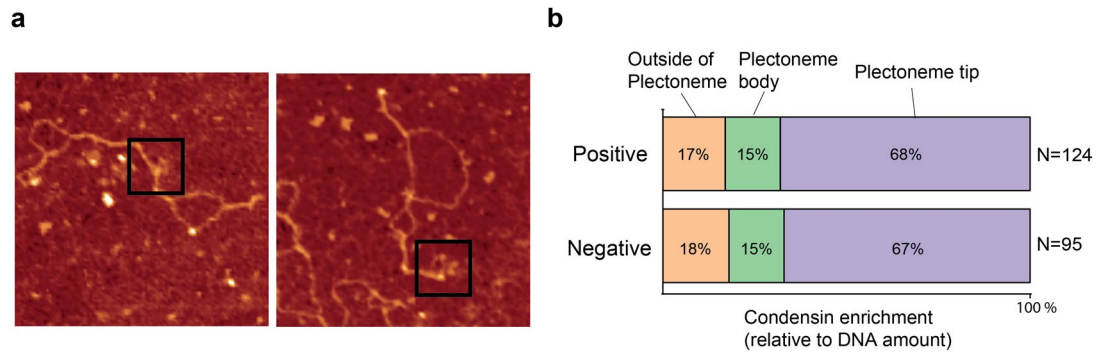 a
b
Outside of
Plectoneme
Plectoneme
body
Plectoneme tip
Positive
17%
15%
68%
N=124
Negative
18%
15%
67%
N=95
100 %
Condensin enrichment
(relative to DNA amount)